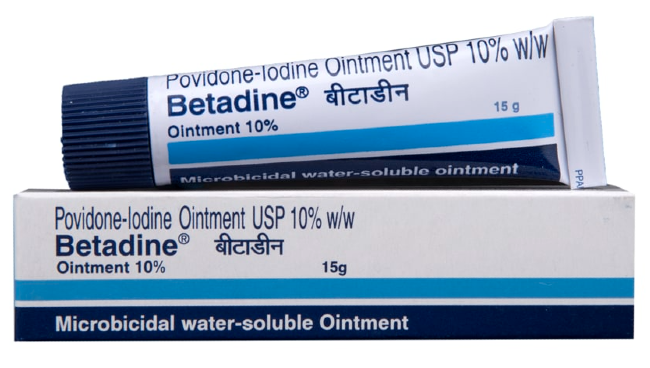 Povidone-Iodine Ointment USP 10% w/w
Betadine® बीटाडीन
Ointment 10%
15 g
Microbicidal water-soluble ointment
Povidone-Iodine Ointment USP 10% w/w
Betadine® बीटाडीन
Ointment 10% 15g
Microbicidal water-soluble Ointment